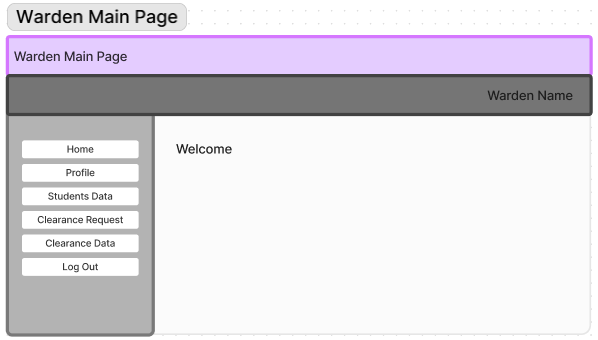 Warden Main Page
Warden Main Page
Warden Name
Home
Profile
Students Data
Clearance Request
Clearance Data
Log Out
Welcome